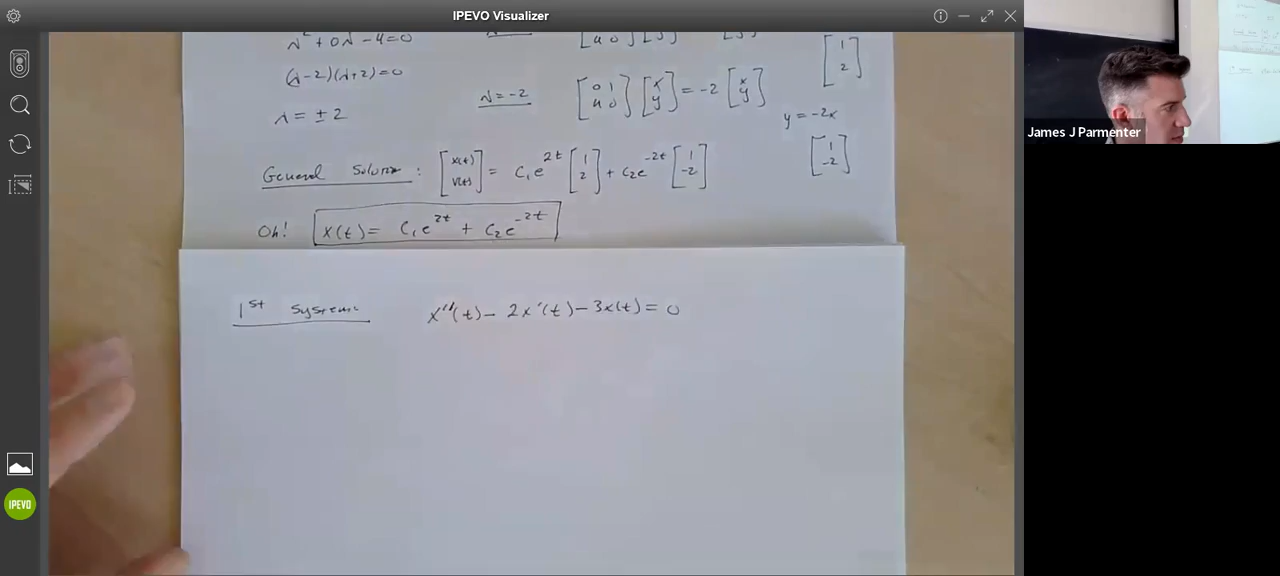 IPEVO Visualizer
λ² + 0λ - 4 = 0
(λ-2)(λ+2) = 0
λ = ± 2
λ = -2
[0 1; 4 0] [x; y] = -2 [x; y]
[1; 2]
y = -2x
[1; -2]
General Solution : [x(t); v(t)] = C₁e^2t [1; 2] + C₂e^-2t [1; -2]
Oh! x(t) = C₁e^2t + C₂e^-2t
1st Systems x''(t) - 2x'(t) - 3x(t) = 0
IPEVO
James J Parmenter